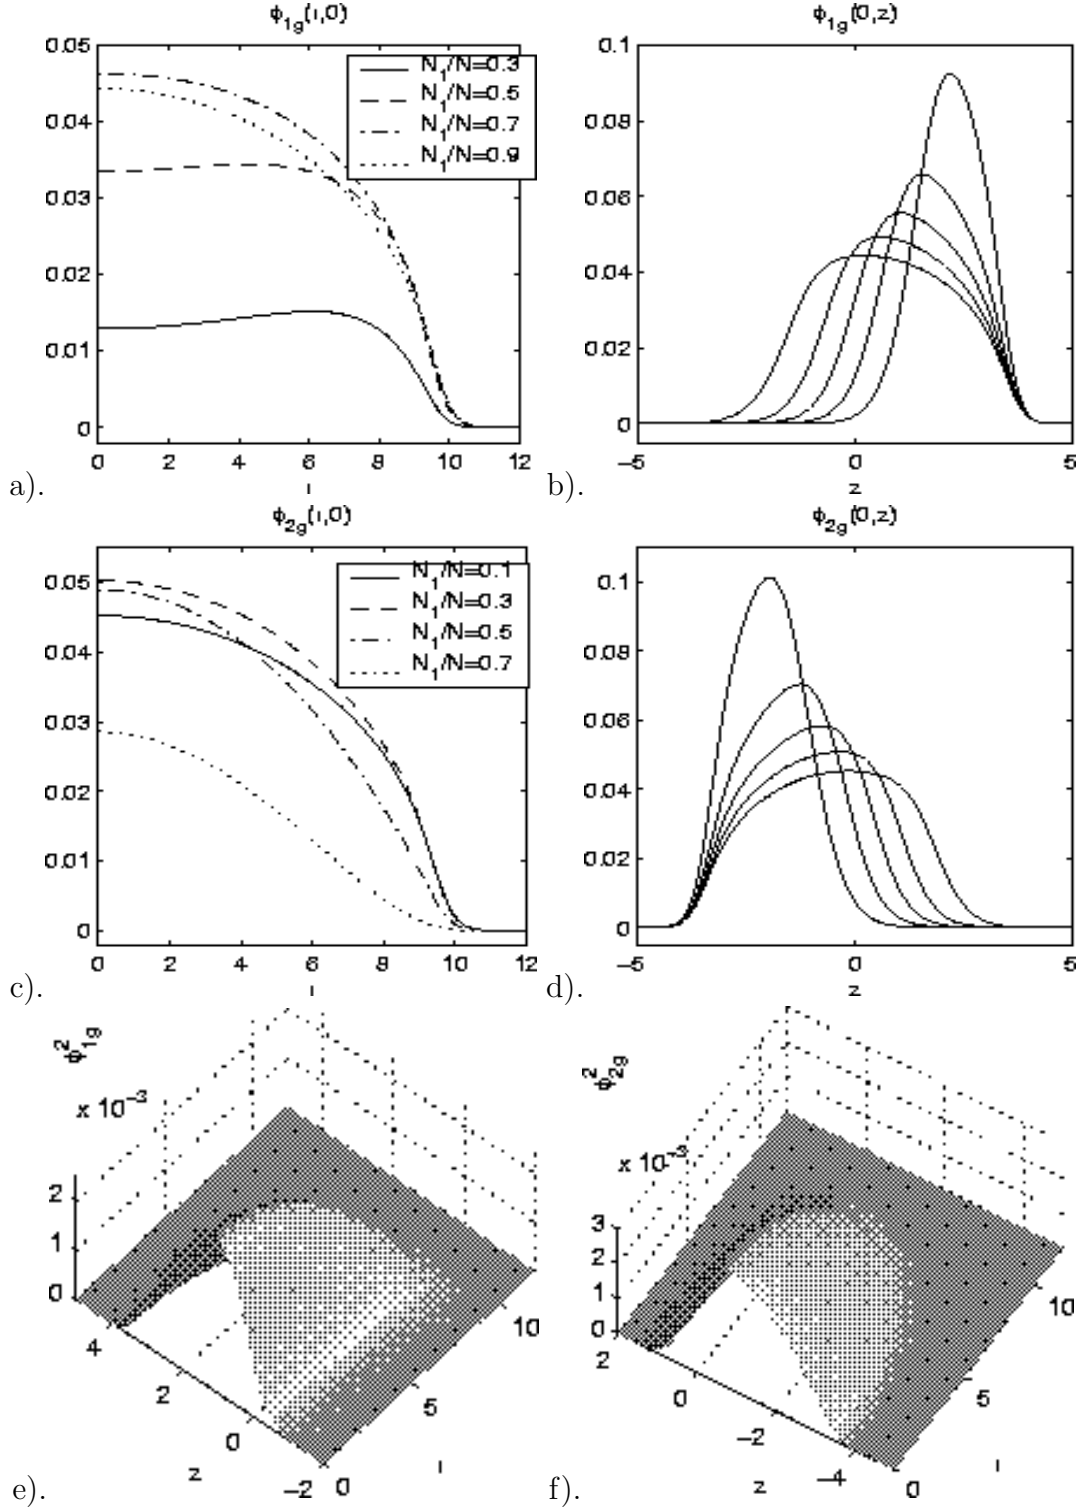 ϕ1g(r,0)
0.05
0.04
0.03
0.02
0.01
0
N1/N=0.3
N1/N=0.5
N1/N=0.7
N1/N=0.9
0 2 4 6 8 10 12
r
a).
ϕ1g(0,z)
0.1
0.08
0.06
0.04
0.02
0
−5 0 5
z
b).
ϕ2g(r,0)
0.05
0.04
0.03
0.02
0.01
0
N1/N=0.1
N1/N=0.3
N1/N=0.5
N1/N=0.7
0 2 4 6 8 10 12
r
c).
ϕ2g(0,z)
0.1
0.08
0.06
0.04
0.02
0
−5 0 5
z
d).
ϕ²1g
x 10−3
2
1
0
4 2 0 −2
z
0 5 10
r
e).
ϕ²2g
x 10−3
3
2
1
0
2 0 −2 −4
z
0 5 10
r
f).